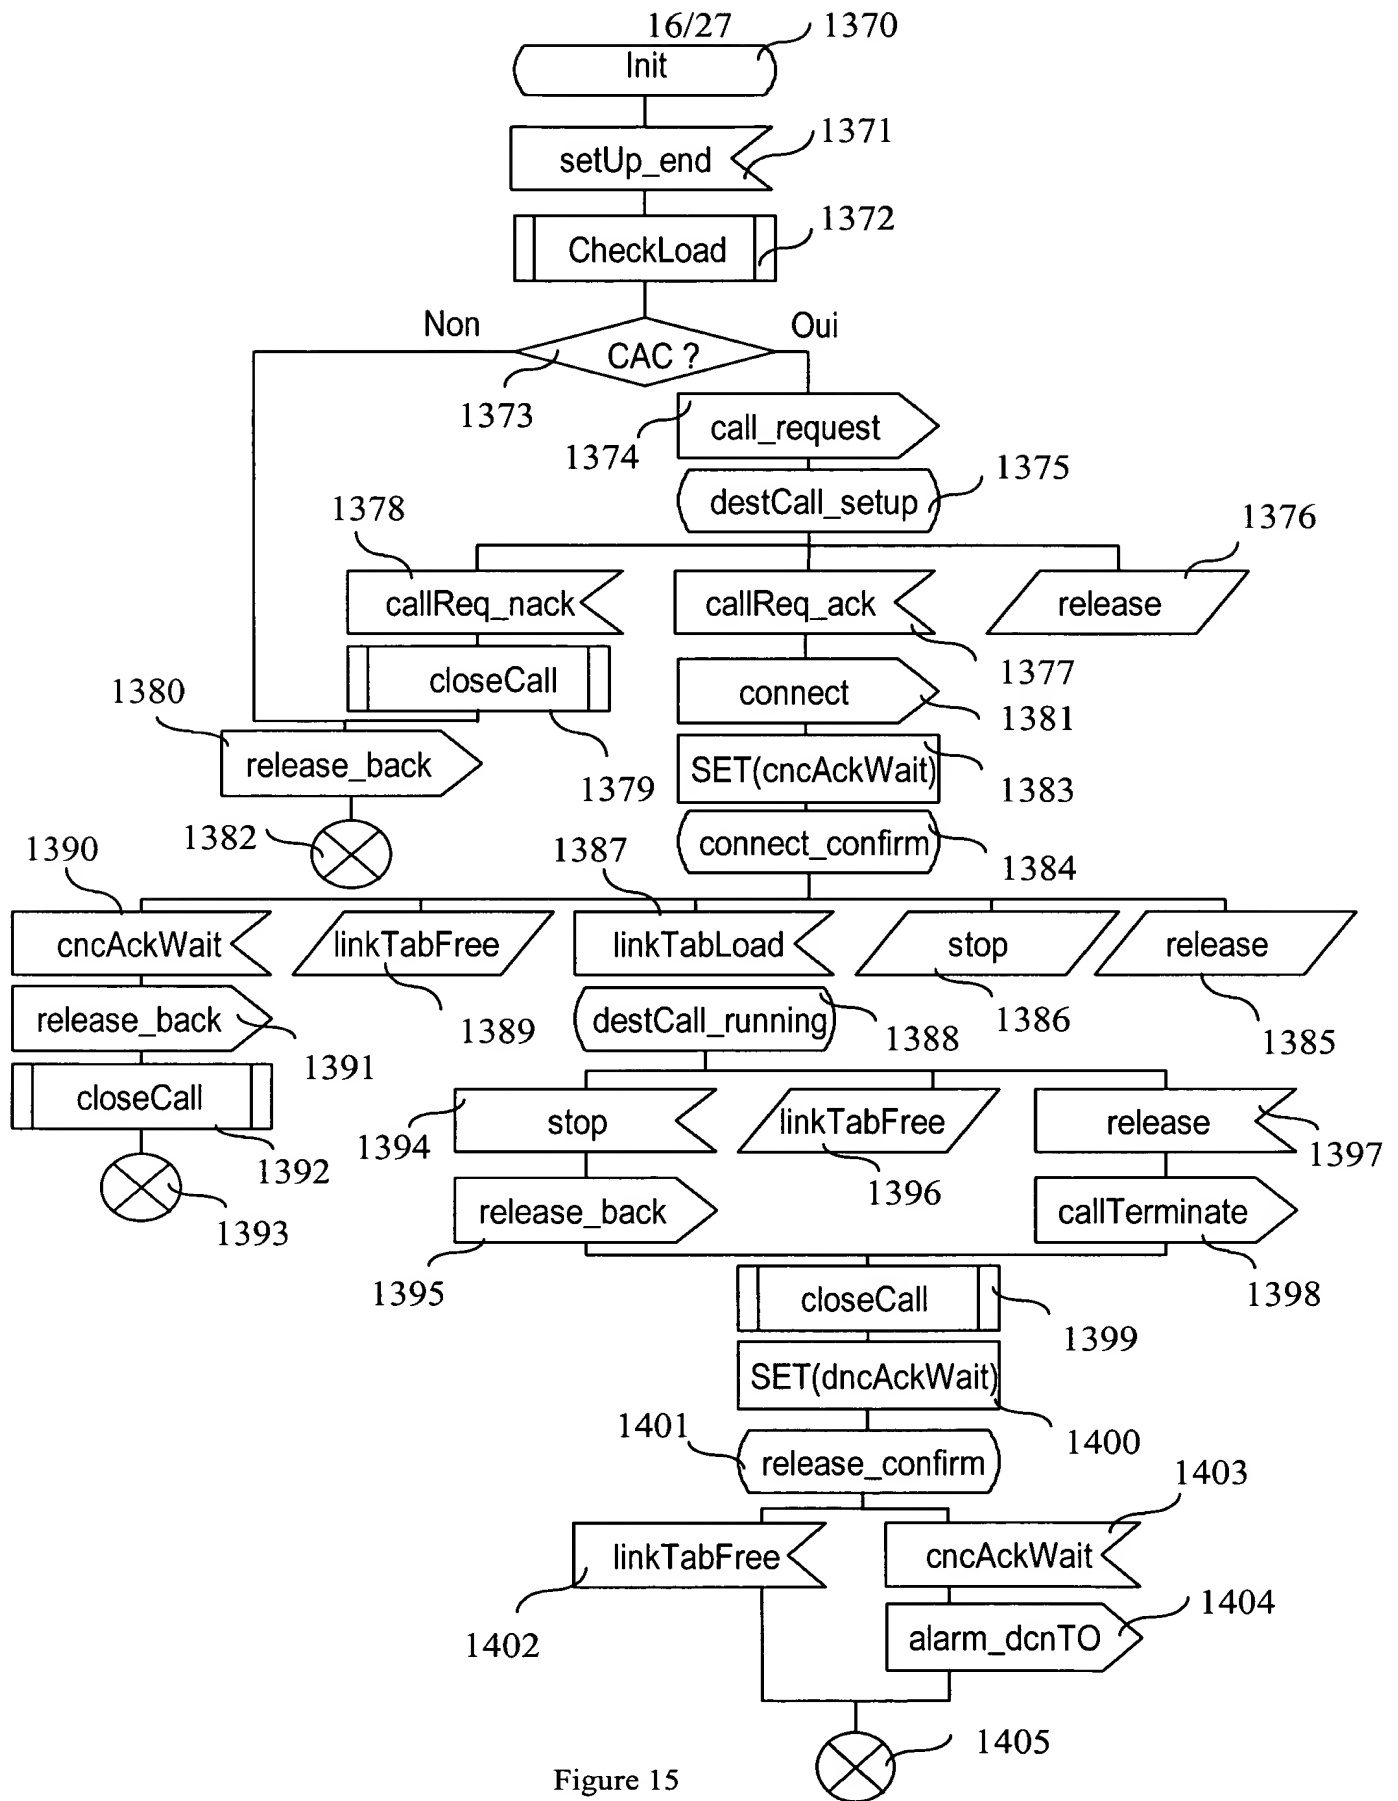 16/27
1370
Init
1371
setUp_end
1372
CheckLoad
Non
Oui
CAC ?
1373
1374
call_request
1375
destCall_setup
1378
1376
callReq_nack
callReq_ack
release
1377
closeCall
connect
1380
1381
release_back
1379
SET(cncAckWait)
1383
1382
connect_confirm
1384
1390
1387
cncAckWait
linkTabFree
linkTabLoad
stop
release
1389
1386
1385
release_back
1391
destCall_running
1388
closeCall
1392
1393
1394
stop
linkTabFree
release
1397
1396
release_back
callTerminate
1395
1398
closeCall
1399
SET(dncAckWait)
1400
1401
release_confirm
1403
linkTabFree
cncAckWait
1402
1404
alarm_dcnTO
1405
Figure 15